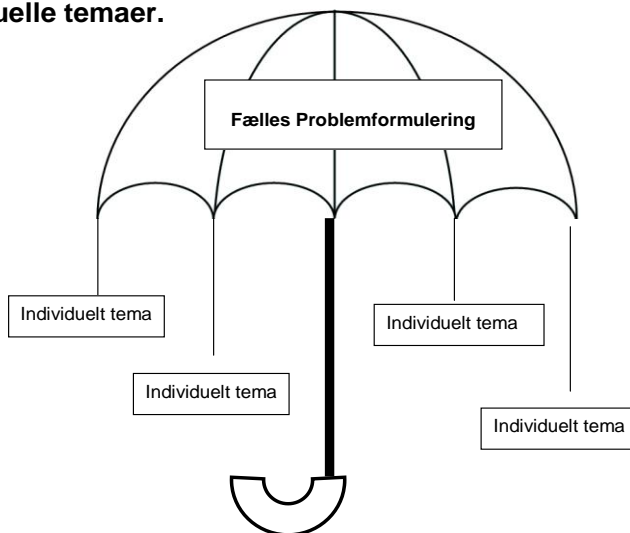 uelle temaer.
Fælles Problemformulering
Individuelt tema
Individuelt tema
Individuelt tema
Individuelt tema